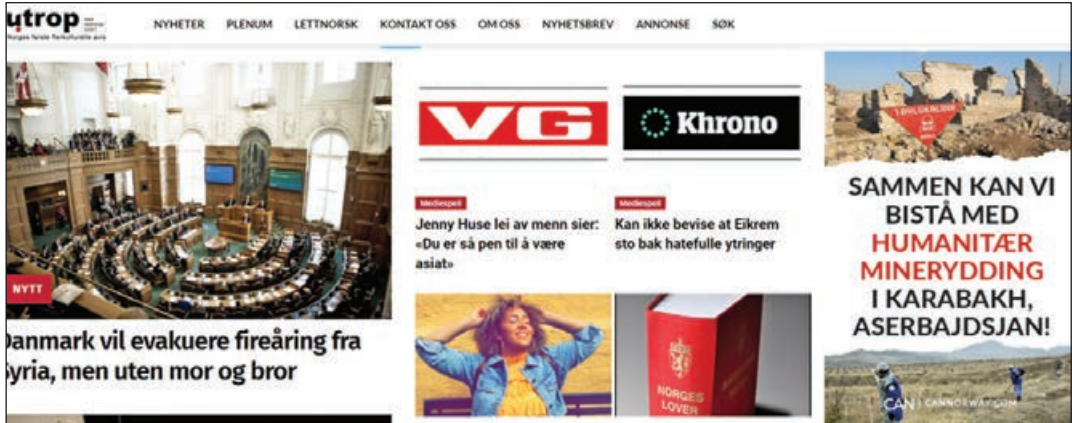 utrop
Norges første flerkulturelle avis
NYHETER PLENUM LETTNORSK KONTAKT OSS OM OSS NYHETSBREV ANNONSE SØK
NYTT
Danmark vil evakuere fireåring fra
Syria, men uten mor og bror
VG
Khrono
Mediespeil
Jenny Huse lei av menn sier:
«Du er så pen til å være
asiat»
Mediespeil
Kan ikke bevise at Eikrem
sto bak hatefulle ytringer
NORGES
LOVER
SAMMEN KAN VI
BISTÅ MED
HUMANITÆR
MINERYDDING
I KARABAKH,
ASERBAJDSJAN!
CAN | CANNORWAY.COM